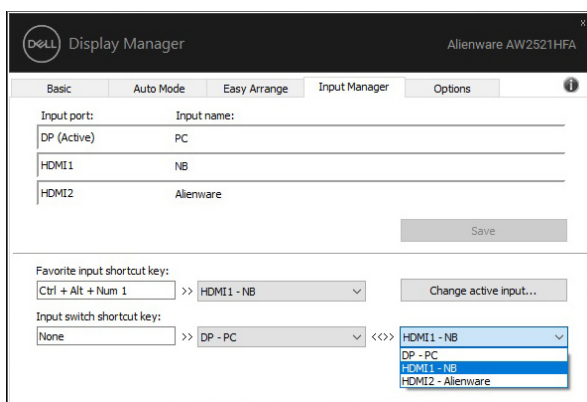 DELL Display Manager Alienware AW2521HFA
x
Basic Auto Mode Easy Arrange Input Manager Options i
Input port: Input name:
DP (Active) PC
HDMI1 NB
HDMI2 Alienware
Save
Favorite input shortcut key:
Ctrl + Alt + Num 1 >> HDMI1 - NB Change active input...
Input switch shortcut key:
None >> DP - PC <<>> HDMI1 - NB
DP - PC
HDMI1 - NB
HDMI2 - Alienware